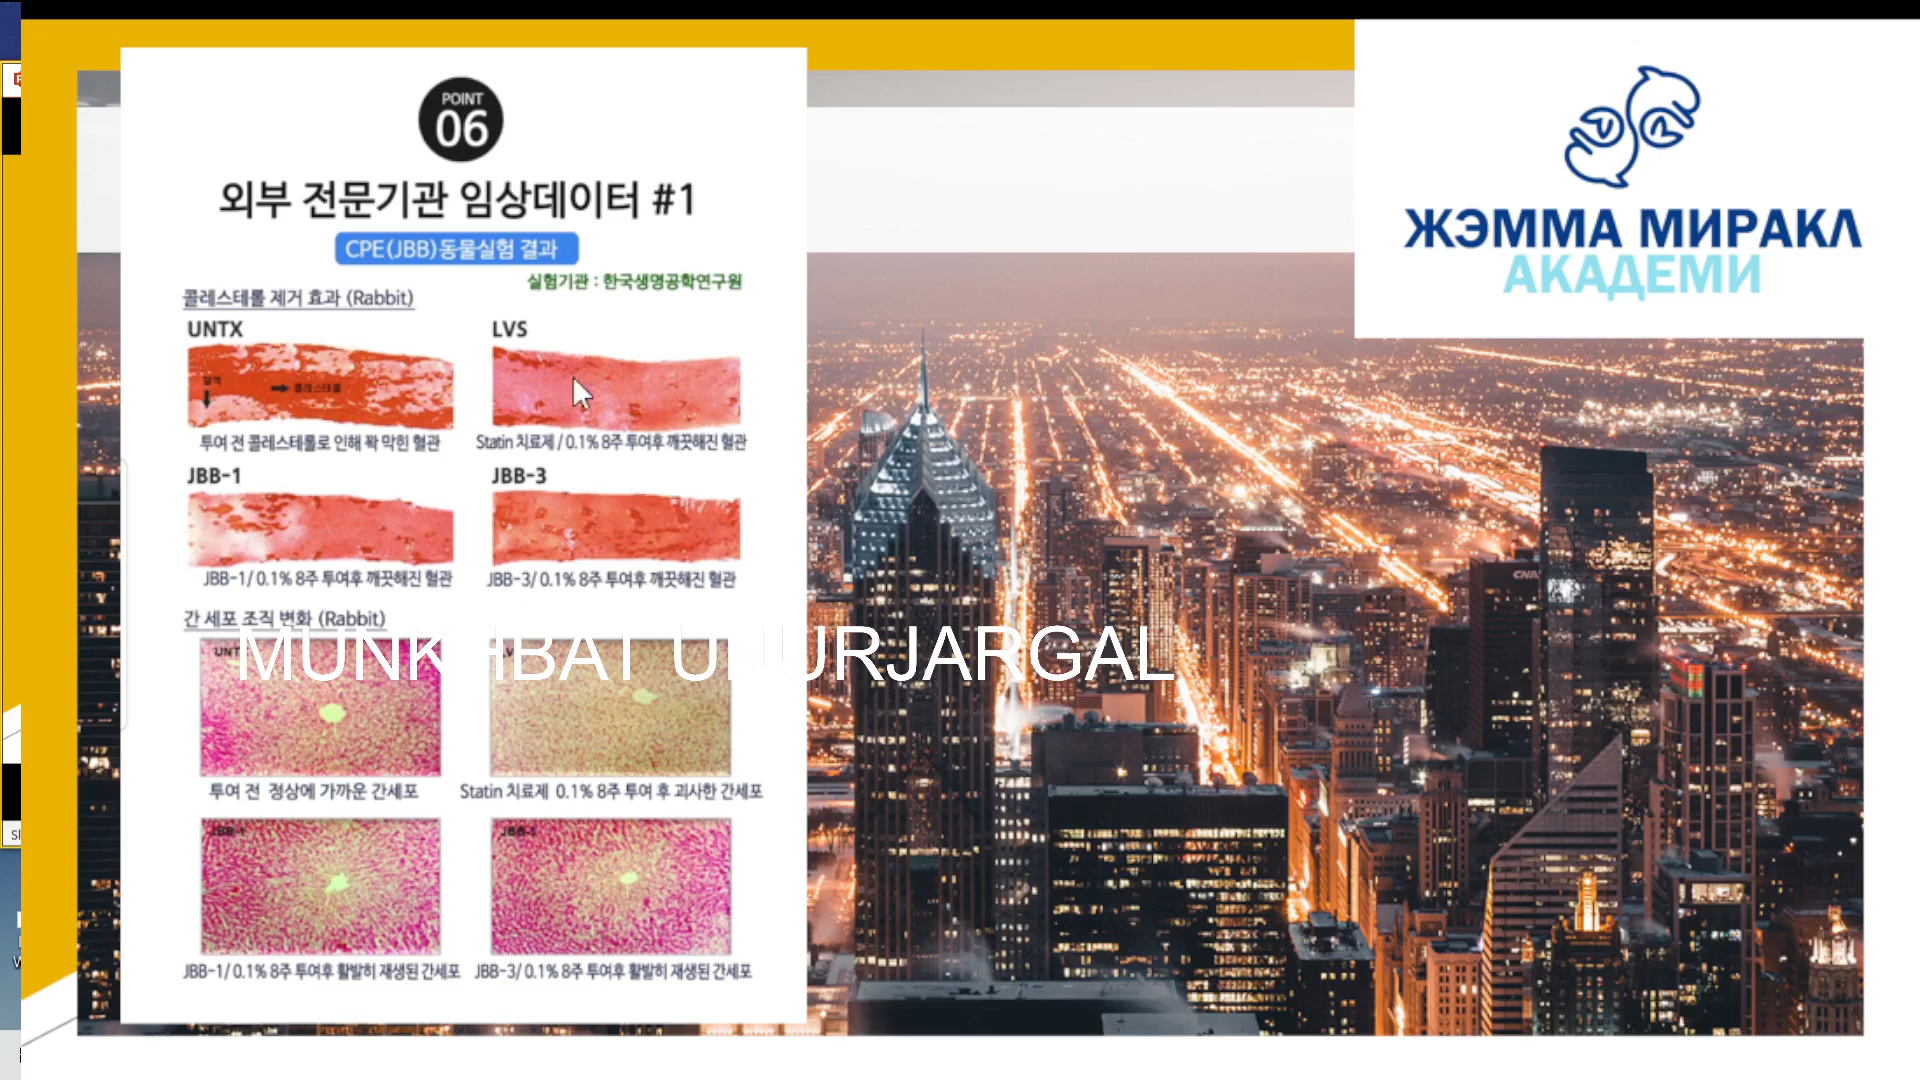 POINT
06
외부 전문기관 임상데이터 #1
CPE(JBB)동물실험 결과
실험기관 : 한국생명공학연구원
콜레스테롤 제거 효과 (Rabbit)
UNTX
LVS
콜레스테롤
투여 전 콜레스테롤로 인해 꽉 막힌 혈관
Statin 치료제 / 0.1% 8주 투여후 깨끗해진 혈관
JBB-1
JBB-3
JBB-1/ 0.1% 8주 투여후 깨끗해진 혈관
JBB-3/ 0.1% 8주 투여후 깨끗해진 혈관
간 세포 조직 변화 (Rabbit)
MUNKHBAT UNURJARGAL
투여 전 정상에 가까운 간세포
Statin 치료제 0.1% 8주 투여 후 괴사한 간세포
JBB-1
JBB-1/ 0.1% 8주 투여후 활발히 재생된 간세포
JBB-3/ 0.1% 8주 투여후 활발히 재생된 간세포
ЖЭММА МИРАКЛ
АКАДЕМИ
CNA